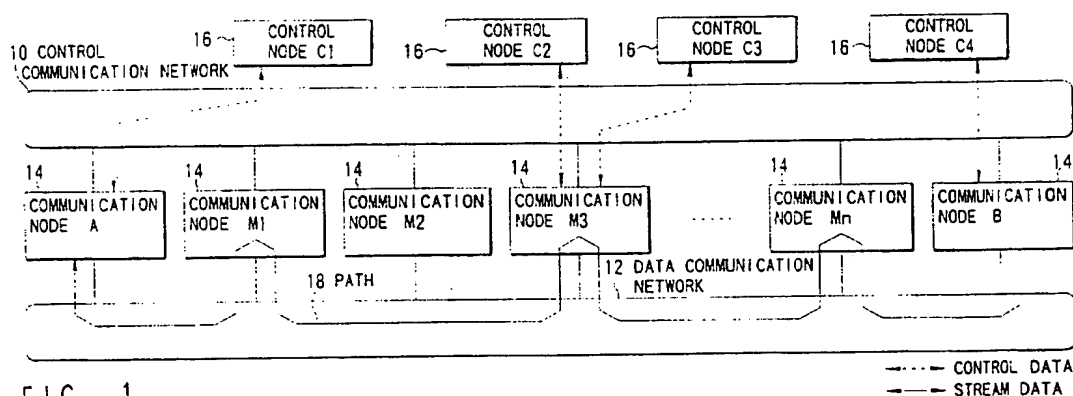 10 CONTROL
COMMUNICATION NETWORK
16
CONTROL
NODE C1
16
CONTROL
NODE C2
16
CONTROL
NODE C3
16
CONTROL
NODE C4
14
COMMUNICATION
NODE A
14
COMMUNICATION
NODE M1
14
COMMUNICATION
NODE M2
14
COMMUNICATION
NODE M3
.....
14
COMMUNICATION
NODE Mn
14
COMMUNICATION
NODE B
18 PATH
12 DATA COMMUNICATION
NETWORK
CONTROL DATA
STREAM DATA
FIG. 1